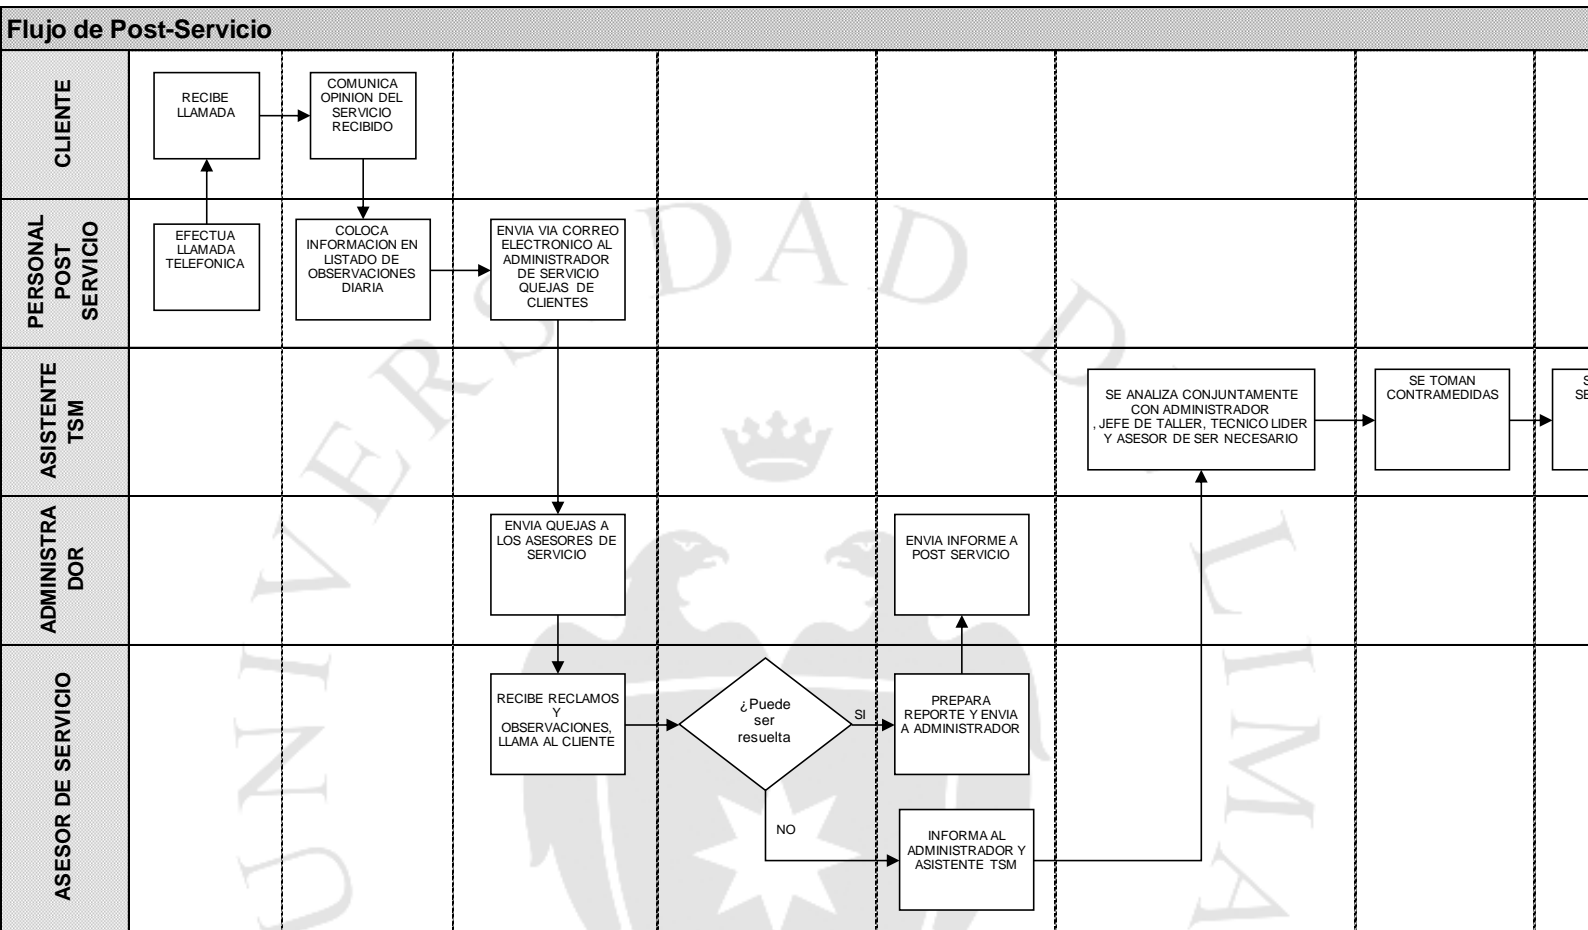 Flujo de Post-Servicio
CLIENTE
RECIBE
LLAMADA
COMUNICA
OPINION DEL
SERVICIO
RECIBIDO
PERSONAL
POST
SERVICIO
EFECTUA
LLAMADA
TELEFONICA
COLOCA
INFORMACION EN
LISTADO DE
OBSERVACIONES
DIARIA
ENVIA VIA CORREO
ELECTRONICO AL
ADMINISTRADOR
DE SERVICIO
QUEJAS DE
CLIENTES
ASISTENTE
TSM
SE ANALIZA CONJUNTAMENTE
CON ADMINISTRADOR
, JEFE DE TALLER, TECNICO LIDER
Y ASESOR DE SER NECESARIO
SE TOMAN
CONTRAMEDIDAS
ADMINISTRA
DOR
ENVIA QUEJAS A
LOS ASESORES DE
SERVICIO
ENVIA INFORME A
POST SERVICIO
ASESOR DE SERVICIO
RECIBE RECLAMOS
Y
OBSERVACIONES,
LLAMA AL CLIENTE
¿Puede
ser
resuelta
SI
PREPARA
REPORTE Y ENVIA
A ADMINISTRADOR
NO
INFORMA AL
ADMINISTRADOR Y
ASISTENTE TSM
UNIVERSIDAD DE LIMA